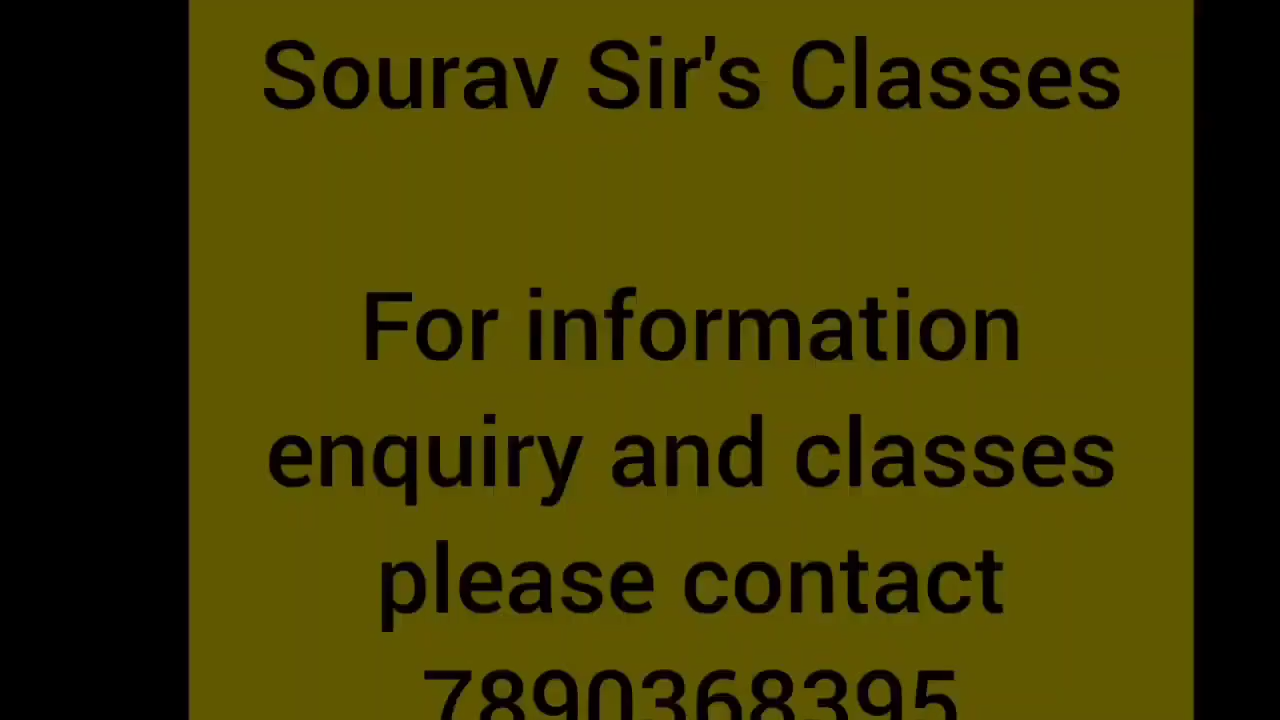 Sourav Sir's Classes
For information
enquiry and classes
please contact
7890368395